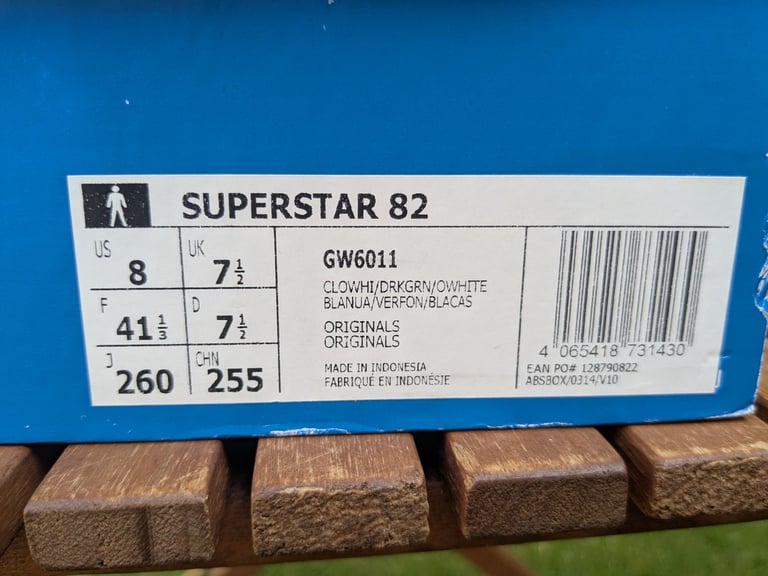 SUPERSTAR 82
US 8 UK 7 1/2
F 41 1/3 D 7 1/2
J 260 CHN 255
GW6011
CLOWHI/DRKGRN/OWHITE
BLANUA/VERFON/BLACAS
ORIGINALS
ORIGINALS
MADE IN INDONESIA
FABRIQUÉ EN INDONÉSIE
4 065418 731430
EAN PO# 128790822
ABSBOX/0314/V10